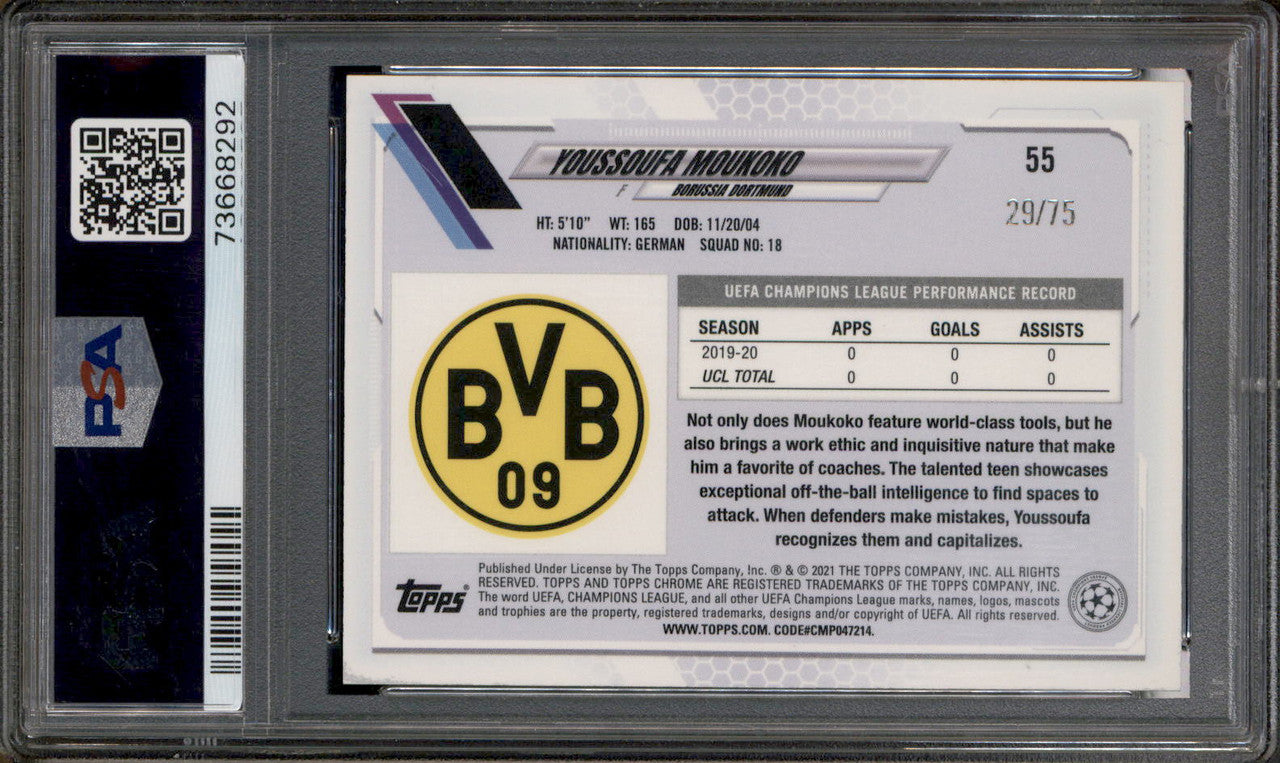 73668292
PSA
YOUSSOUFA MOUKOKO
55
F BORUSSIA DORTMUND
29/75
HT: 5'10" WT: 165 DOB: 11/20/04
NATIONALITY: GERMAN SQUAD NO: 18
BVB
09
UEFA CHAMPIONS LEAGUE PERFORMANCE RECORD
SEASON APPS GOALS ASSISTS
2019-20 0 0 0
UCL TOTAL 0 0 0
Not only does Moukoko feature world-class tools, but he
also brings a work ethic and inquisitive nature that make
him a favorite of coaches. The talented teen showcases
exceptional off-the-ball intelligence to find spaces to
attack. When defenders make mistakes, Youssoufa
recognizes them and capitalizes.
topps
Published Under License by The Topps Company, Inc. ® & © 2021 THE TOPPS COMPANY, INC. ALL RIGHTS
RESERVED. TOPPS AND TOPPS CHROME ARE REGISTERED TRADEMARKS OF THE TOPPS COMPANY, INC.
The word UEFA, CHAMPIONS LEAGUE, and all other UEFA Champions League marks, names, logos, mascots
and trophies are the property, registered trademarks, designs and/or copyright of UEFA. All rights reserved.
WWW.TOPPS.COM. CODE#CMP047214.